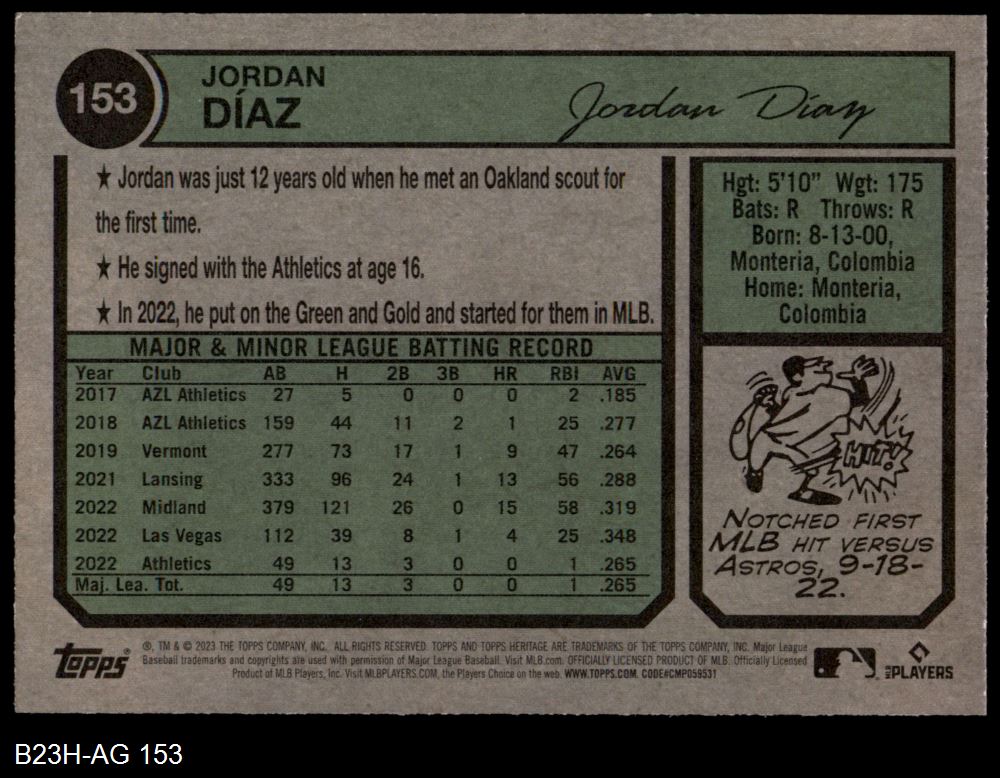 153
JORDAN
DÍAZ
Jordan Díaz
★ Jordan was just 12 years old when he met an Oakland scout for
the first time.
★ He signed with the Athletics at age 16.
★ In 2022, he put on the Green and Gold and started for them in MLB.
MAJOR & MINOR LEAGUE BATTING RECORD
Year Club AB H 2B 3B HR RBI AVG
2017 AZL Athletics 27 5 0 0 0 2 .185
2018 AZL Athletics 159 44 11 2 1 25 .277
2019 Vermont 277 73 17 1 9 47 .264
2021 Lansing 333 96 24 1 13 56 .288
2022 Midland 379 121 26 0 15 58 .319
2022 Las Vegas 112 39 8 1 4 25 .348
2022 Athletics 49 13 3 0 0 1 .265
Maj. Lea. Tot. 49 13 3 0 0 1 .265
Hgt: 5'10" Wgt: 175
Bats: R Throws: R
Born: 8-13-00,
Monteria, Colombia
Home: Monteria,
Colombia
HIT!
NOTCHED FIRST
MLB HIT VERSUS
ASTROS, 9-18-
22.
Topps®
®, TM & © 2023 THE TOPPS COMPANY, INC. ALL RIGHTS RESERVED. TOPPS AND TOPPS HERITAGE ARE TRADEMARKS OF THE TOPPS COMPANY, INC. Major League
Baseball trademarks and copyrights are used with permission of Major League Baseball. Visit MLB.com. OFFICIALLY LICENSED PRODUCT OF MLB. Officially Licensed
Product of MLB Players, Inc. Visit MLBPLAYERS.COM, the Players Choice on the web. WWW.TOPPS.COM. CODE#CMP059531
MLB PLAYERS
B23H-AG 153